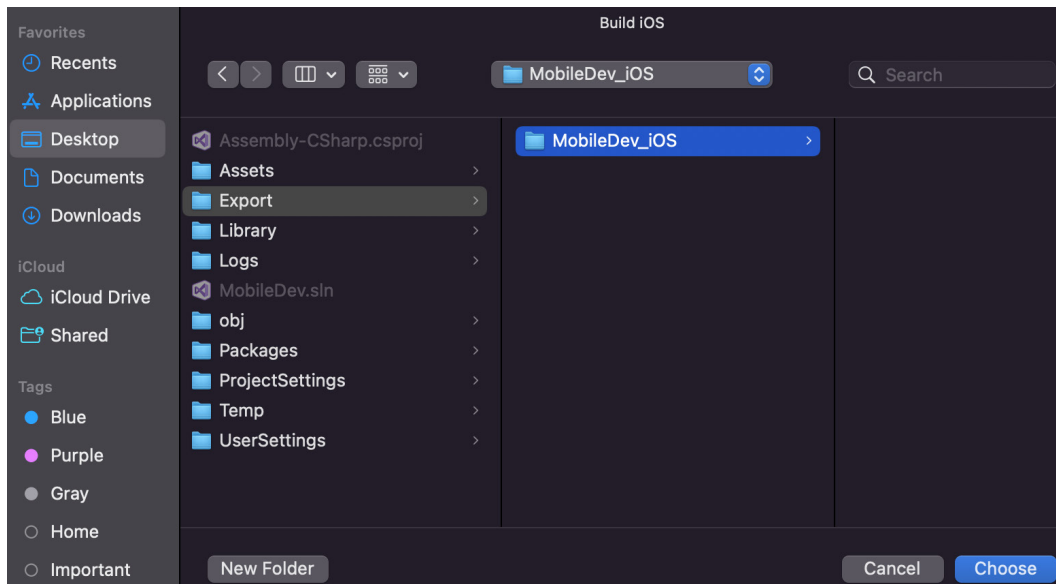 Build iOS
Favorites
Recents
Applications
Desktop
Documents
Downloads
iCloud
iCloud Drive
Shared
Tags
Blue
Purple
Gray
Home
Important
MobileDev_iOS
Search
Assembly-CSharp.csproj
Assets
Export
Library
Logs
MobileDev.sln
obj
Packages
ProjectSettings
Temp
UserSettings
MobileDev_iOS
New Folder
Cancel
Choose